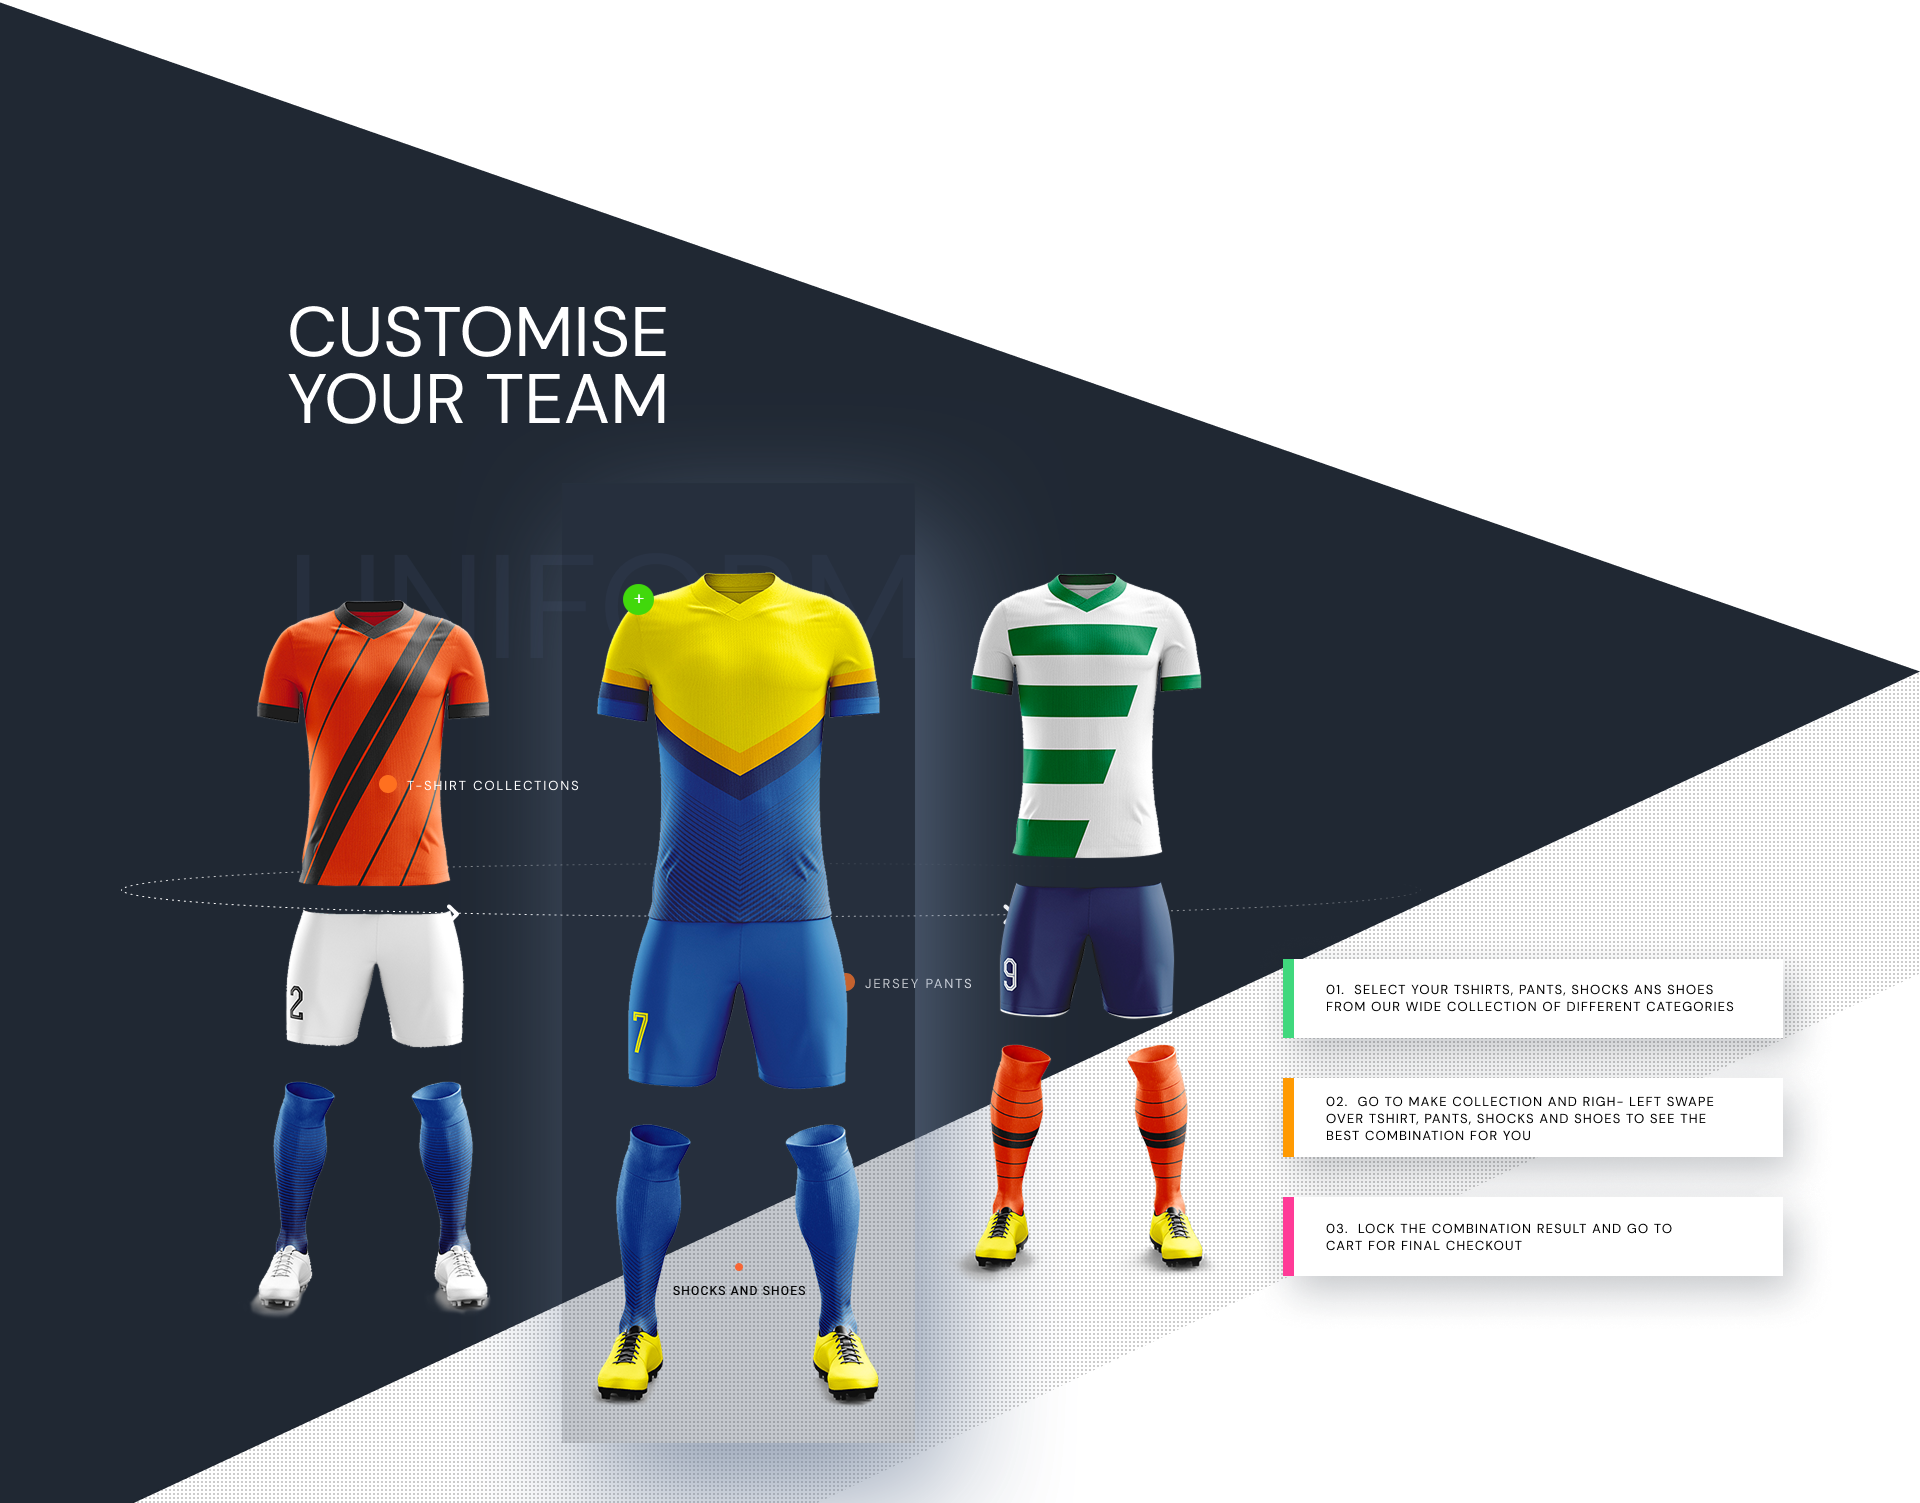 CUSTOMISE
YOUR TEAM
UNIFORM
+
T-SHIRT COLLECTIONS
JERSEY PANTS
2
7
9
SHOCKS AND SHOES
01. SELECT YOUR TSHIRTS, PANTS, SHOCKS ANS SHOES
FROM OUR WIDE COLLECTION OF DIFFERENT CATEGORIES
02. GO TO MAKE COLLECTION AND RIGH- LEFT SWAPE
OVER TSHIRT, PANTS, SHOCKS AND SHOES TO SEE THE
BEST COMBINATION FOR YOU
03. LOCK THE COMBINATION RESULT AND GO TO
CART FOR FINAL CHECKOUT